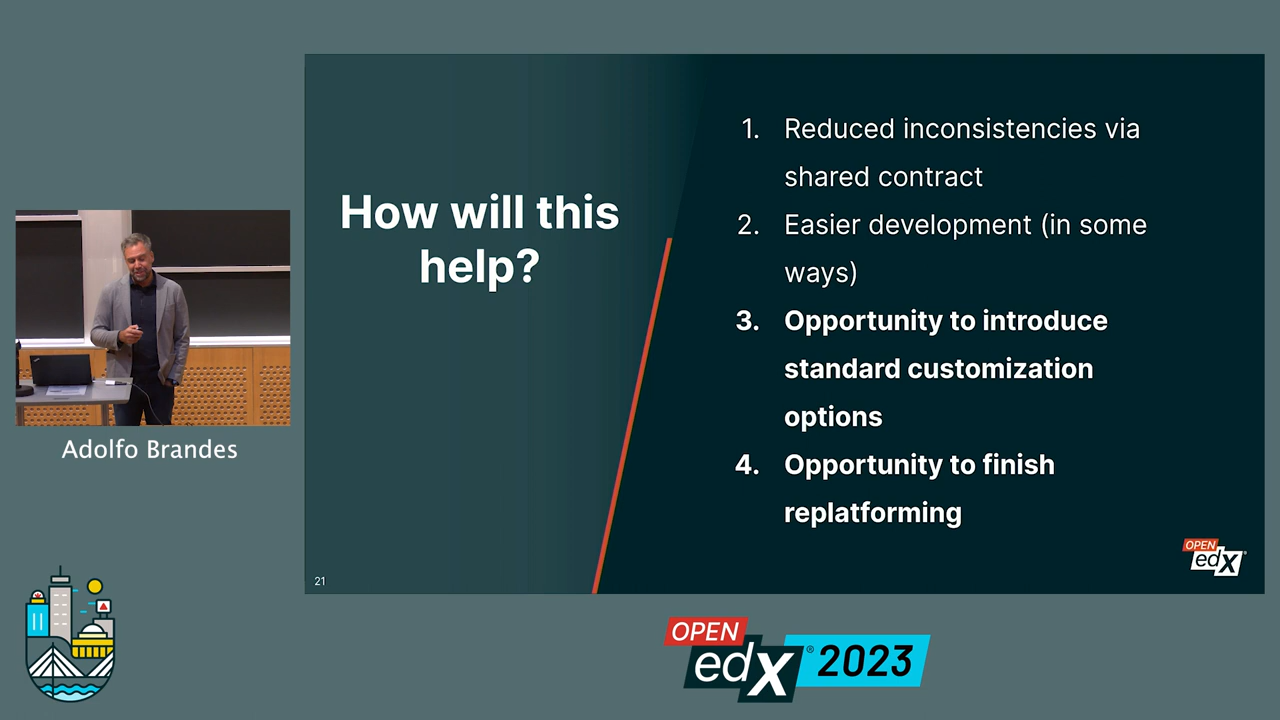 How will this
help?
1. Reduced inconsistencies via
shared contract
2. Easier development (in some
ways)
3. Opportunity to introduce
standard customization
options
4. Opportunity to finish
replatforming
21
OPEN
edX
Adolfo Brandes
OPEN
edX® 2023